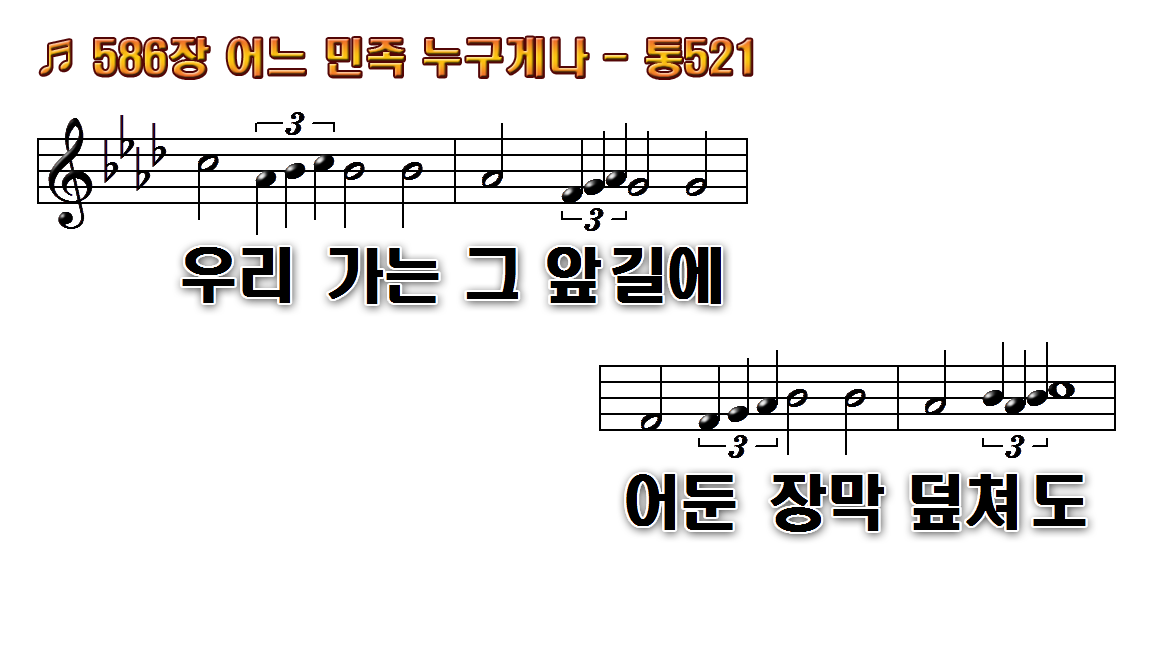 ♬ 586장 어느 민족 누구게나 - 통521
3 3
우리 가는 그 앞길에
3 3
어둔 장막 덮쳐도